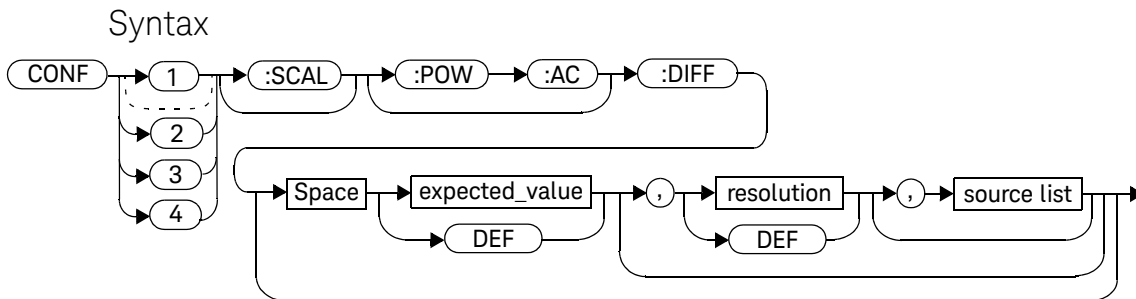 Syntax
CONF 1 :SCAL :POW :AC :DIFF
2
3
4
Space expected_value , resolution , source list
DEF DEF